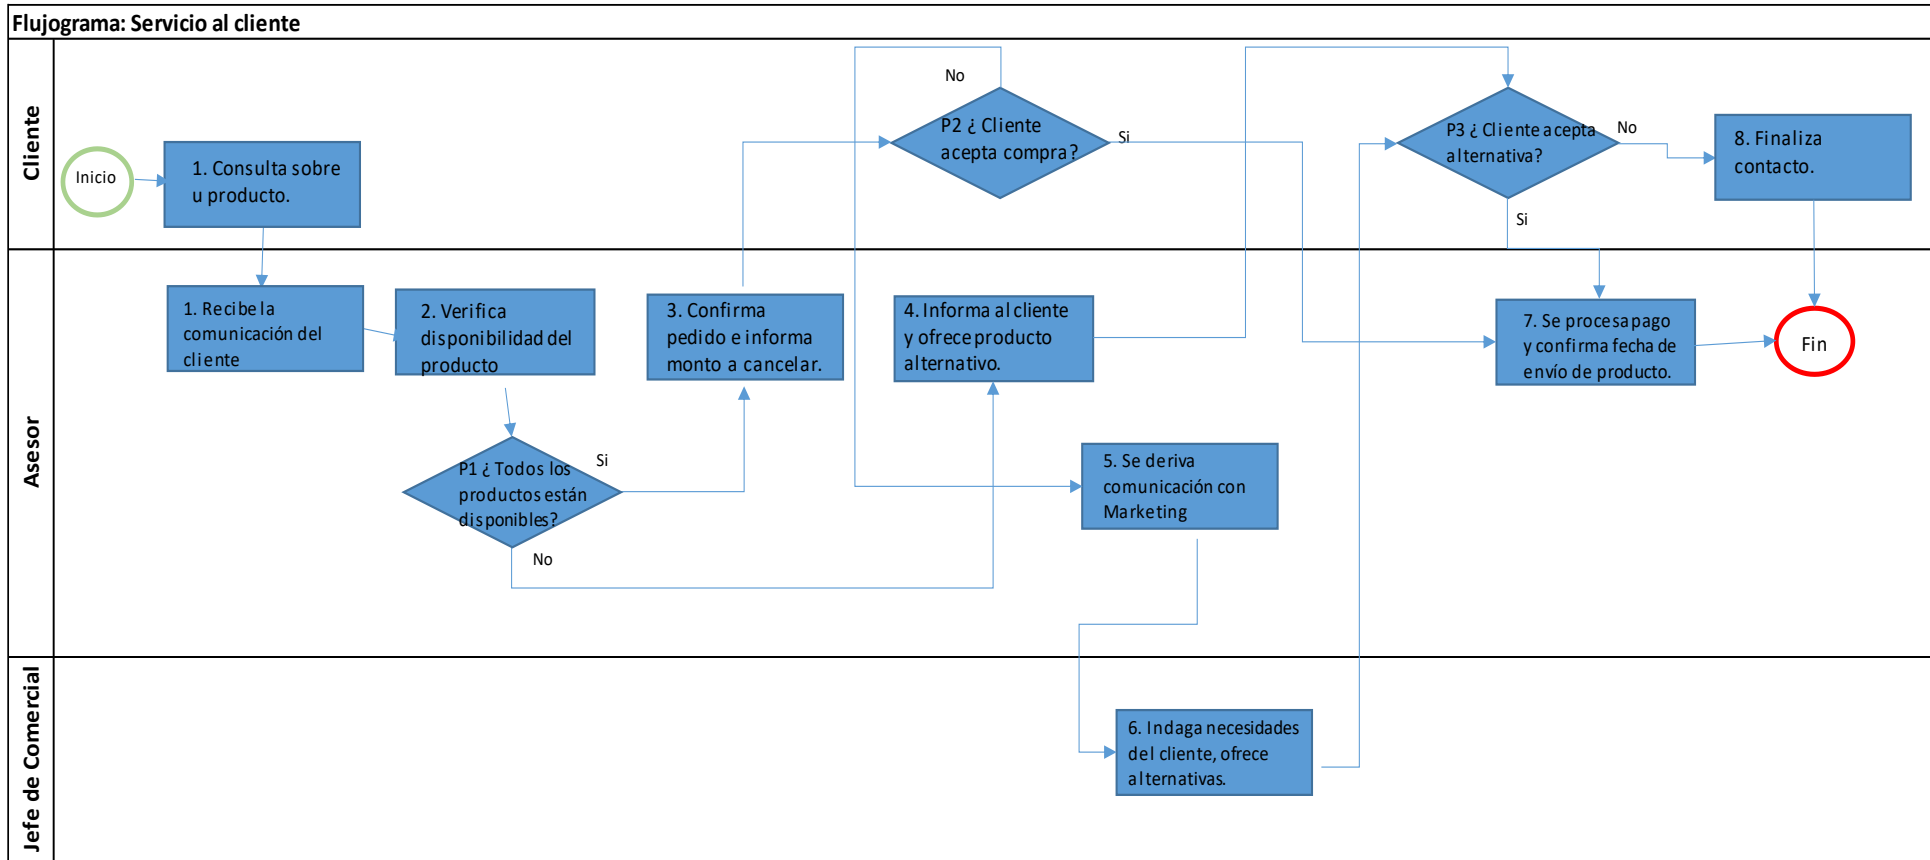 Flujograma: Servicio al cliente
Cliente
Inicio
1. Consulta sobre
u producto.
No
P2 ¿ Cliente
acepta compra?
Si
P3 ¿ Cliente acepta
alternativa?
No
Si
8. Finaliza
contacto.
Asesor
1. Recibe la
comunicación del
cliente
2. Verifica
disponibilidad del
producto
3. Confirma
pedido e informa
monto a cancelar.
4. Informa al cliente
y ofrece producto
alternativo.
7. Se procesa pago
y confirma fecha de
envío de producto.
Fin
P1 ¿ Todos los
productos están
disponibles?
Si
No
5. Se deriva
comunicación con
Marketing
Jefe de Comercial
6. Indaga necesidades
del cliente, ofrece
alternativas.